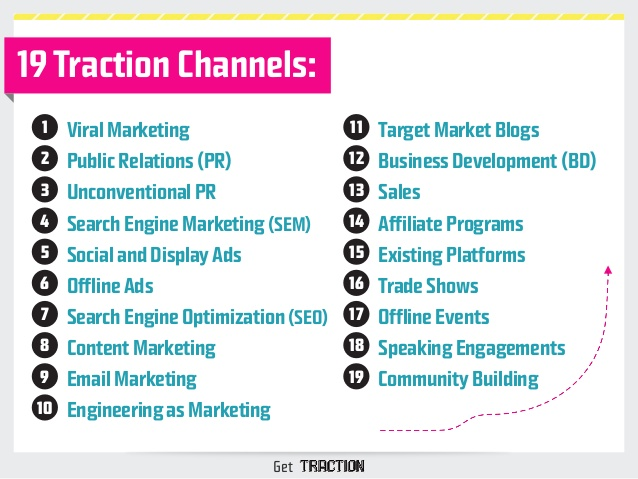 19 Traction Channels:
1 Viral Marketing
2 Public Relations (PR)
3 Unconventional PR
4 Search Engine Marketing (SEM)
5 Social and Display Ads
6 Offline Ads
7 Search Engine Optimization (SEO)
8 Content Marketing
9 Email Marketing
10 Engineering as Marketing
11 Target Market Blogs
12 Business Development (BD)
13 Sales
14 Affiliate Programs
15 Existing Platforms
16 Trade Shows
17 Offline Events
18 Speaking Engagements
19 Community Building
Get TRACTION